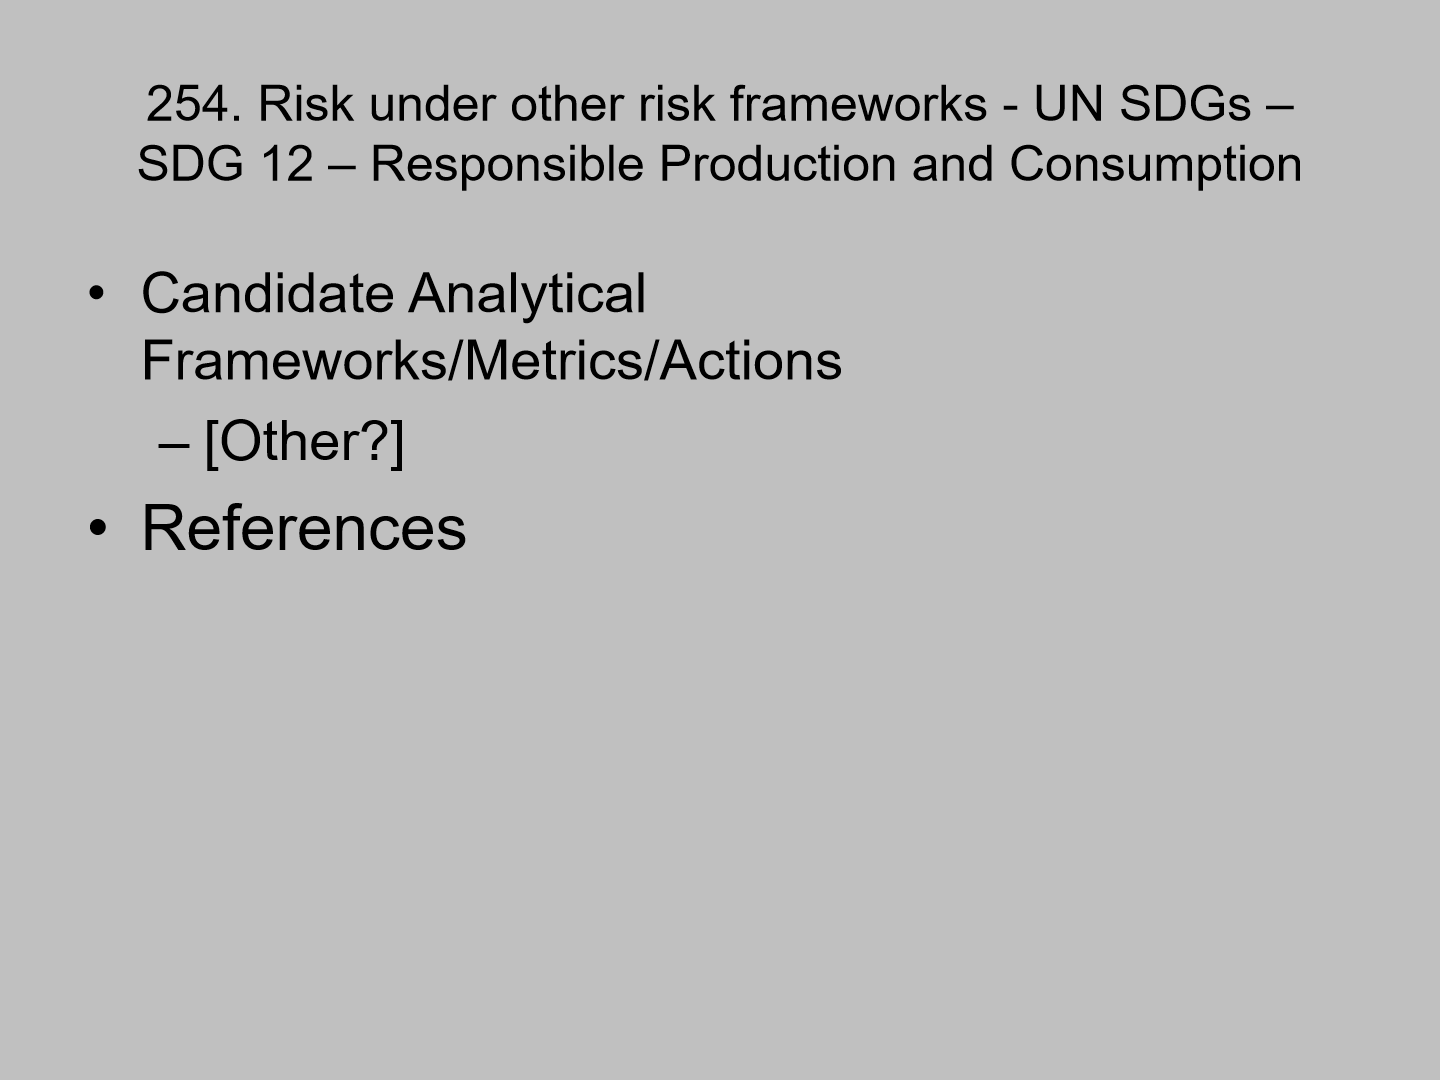 254. Risk under other risk frameworks - UN SDGs –
SDG 12 – Responsible Production and Consumption
• Candidate Analytical
Frameworks/Metrics/Actions
– [Other?]
• References